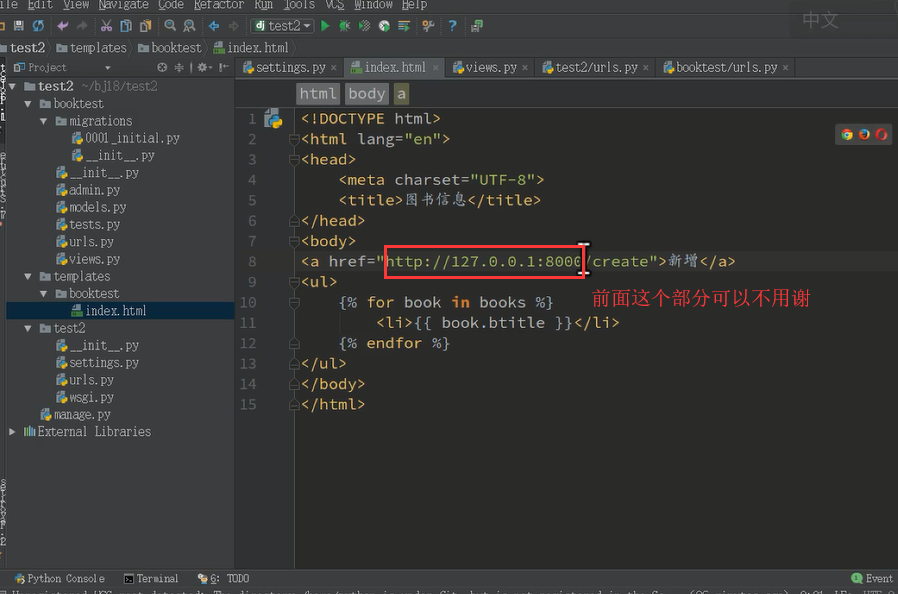 File Edit View Navigate Code Refactor Run Tools VCS Window Help
中文
test2
test2 templates booktest index.html
Project
settings.py index.html views.py test2/urls.py booktest/urls.py
test2 ~/bj18/test2
booktest
migrations
0001_initial.py
__init__.py
__init__.py
admin.py
models.py
tests.py
urls.py
views.py
templates
booktest
index.html
test2
__init__.py
settings.py
urls.py
wsgi.py
manage.py
External Libraries
html body a
1 <!DOCTYPE html>
2 <html lang="en">
3 <head>
4 <meta charset="UTF-8">
5 <title>图书信息</title>
6 </head>
7 <body>
8 <a href="http://127.0.0.1:8000/create">新增</a>
9 <ul>
10 {% for book in books %}
前面这个部分可以不用谢
11 <li>{{ book.btitle }}</li>
12 {% endfor %}
13 </ul>
14 </body>
15 </html>
Python Console Terminal 6: TODO
1 Event